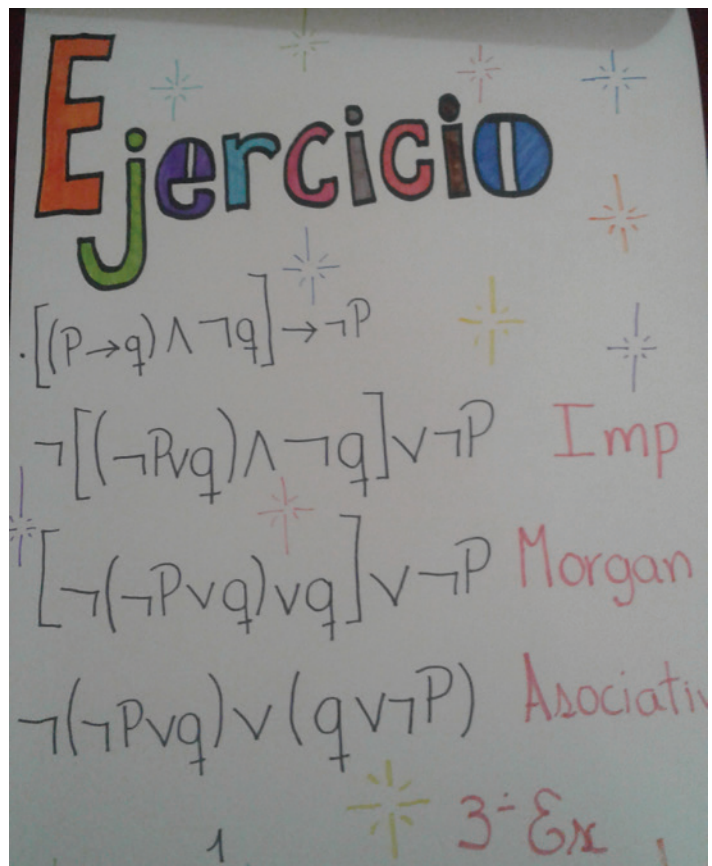 Ejercicio
.[(P→q)∧¬q]→¬P
¬[(¬P∨q)∧¬q]∨¬P Imp
[¬(¬P∨q)∨q]∨¬P Morgan
¬(¬P∨q)∨(q∨¬P) Asociativ
1 3÷Ex